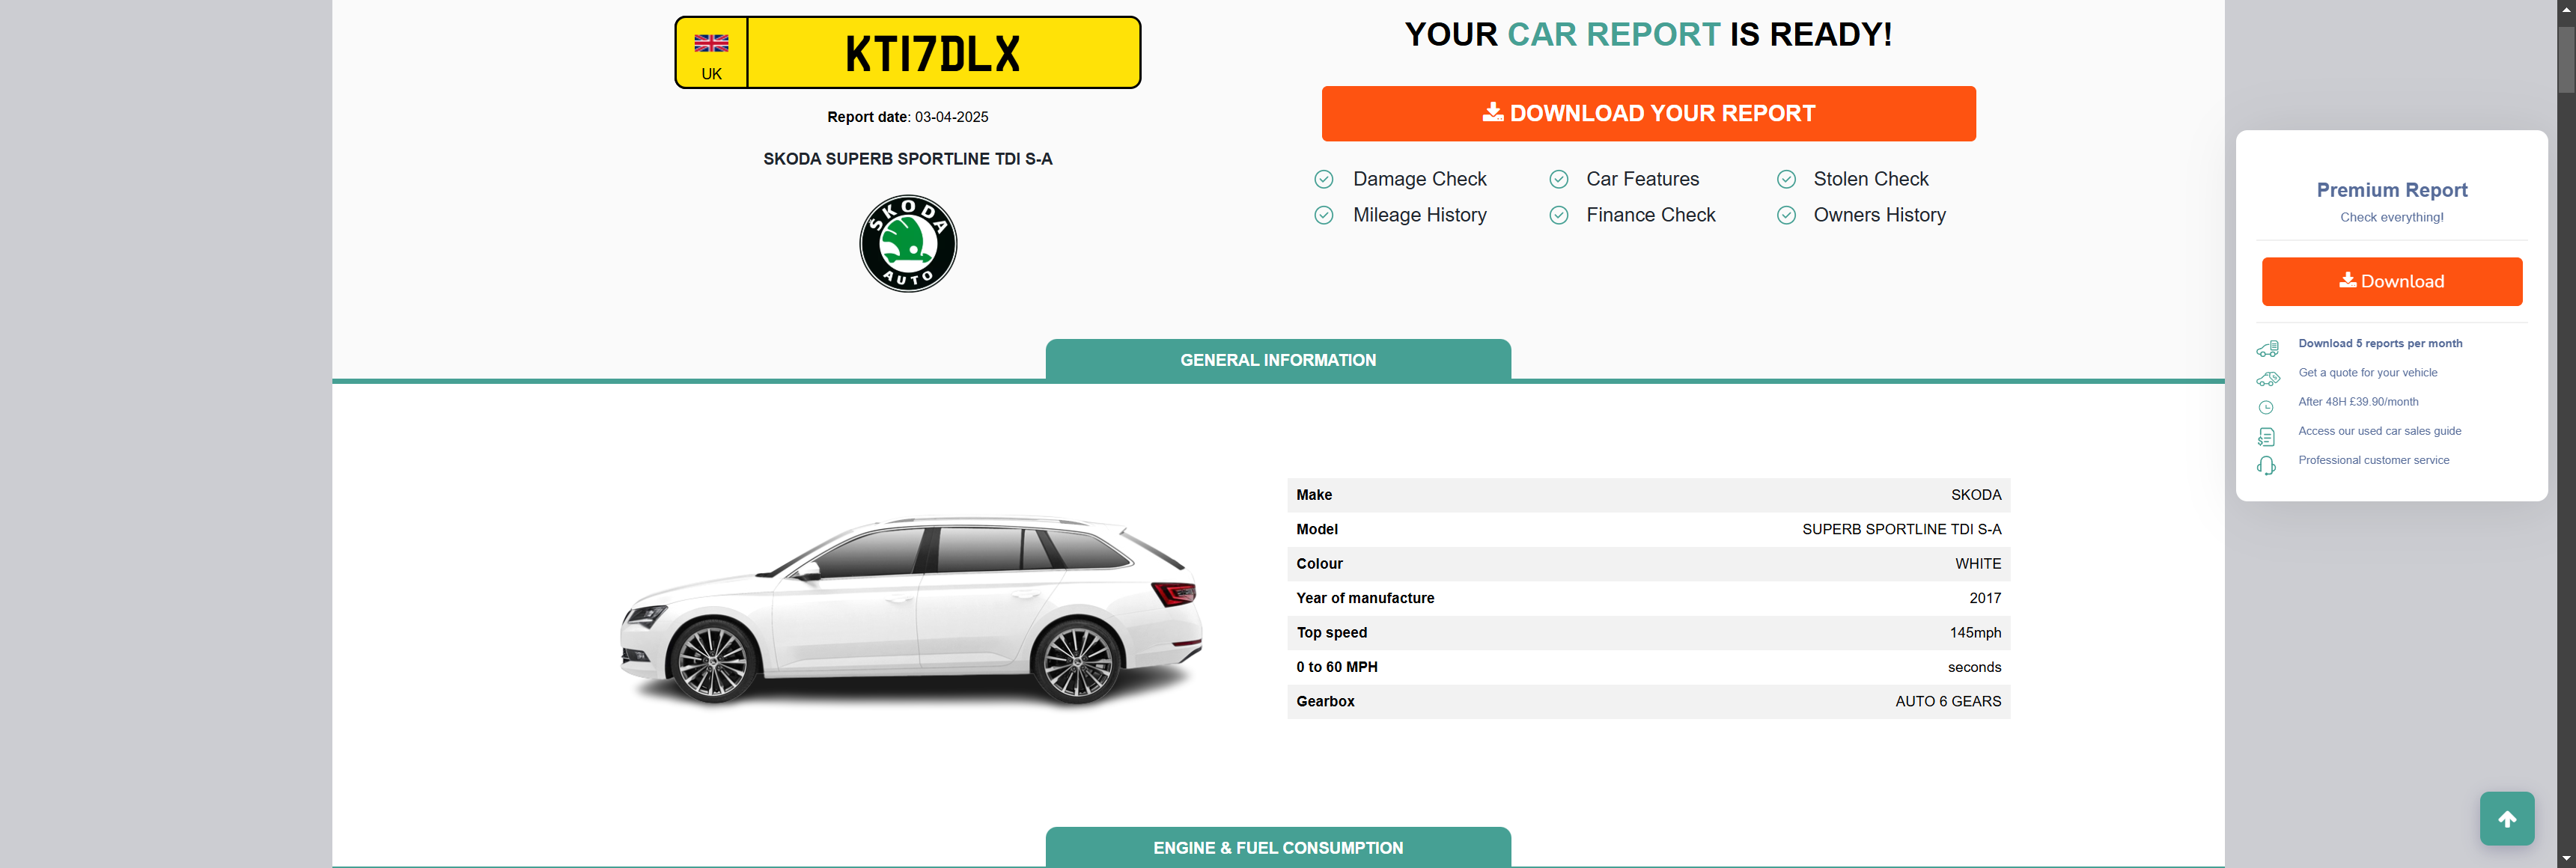 UK
KT17DLX
Report date: 03-04-2025
SKODA SUPERB SPORTLINE TDI S-A
ŠKODA
AUTO
YOUR CAR REPORT IS READY!
DOWNLOAD YOUR REPORT
Damage Check
Car Features
Stolen Check
Mileage History
Finance Check
Owners History
Premium Report
Check everything!
Download
Download 5 reports per month
Get a quote for your vehicle
After 48H £39.90/month
Access our used car sales guide
Professional customer service
GENERAL INFORMATION
Make SKODA
Model SUPERB SPORTLINE TDI S-A
Colour WHITE
Year of manufacture 2017
Top speed 145mph
0 to 60 MPH seconds
Gearbox AUTO 6 GEARS
ENGINE & FUEL CONSUMPTION